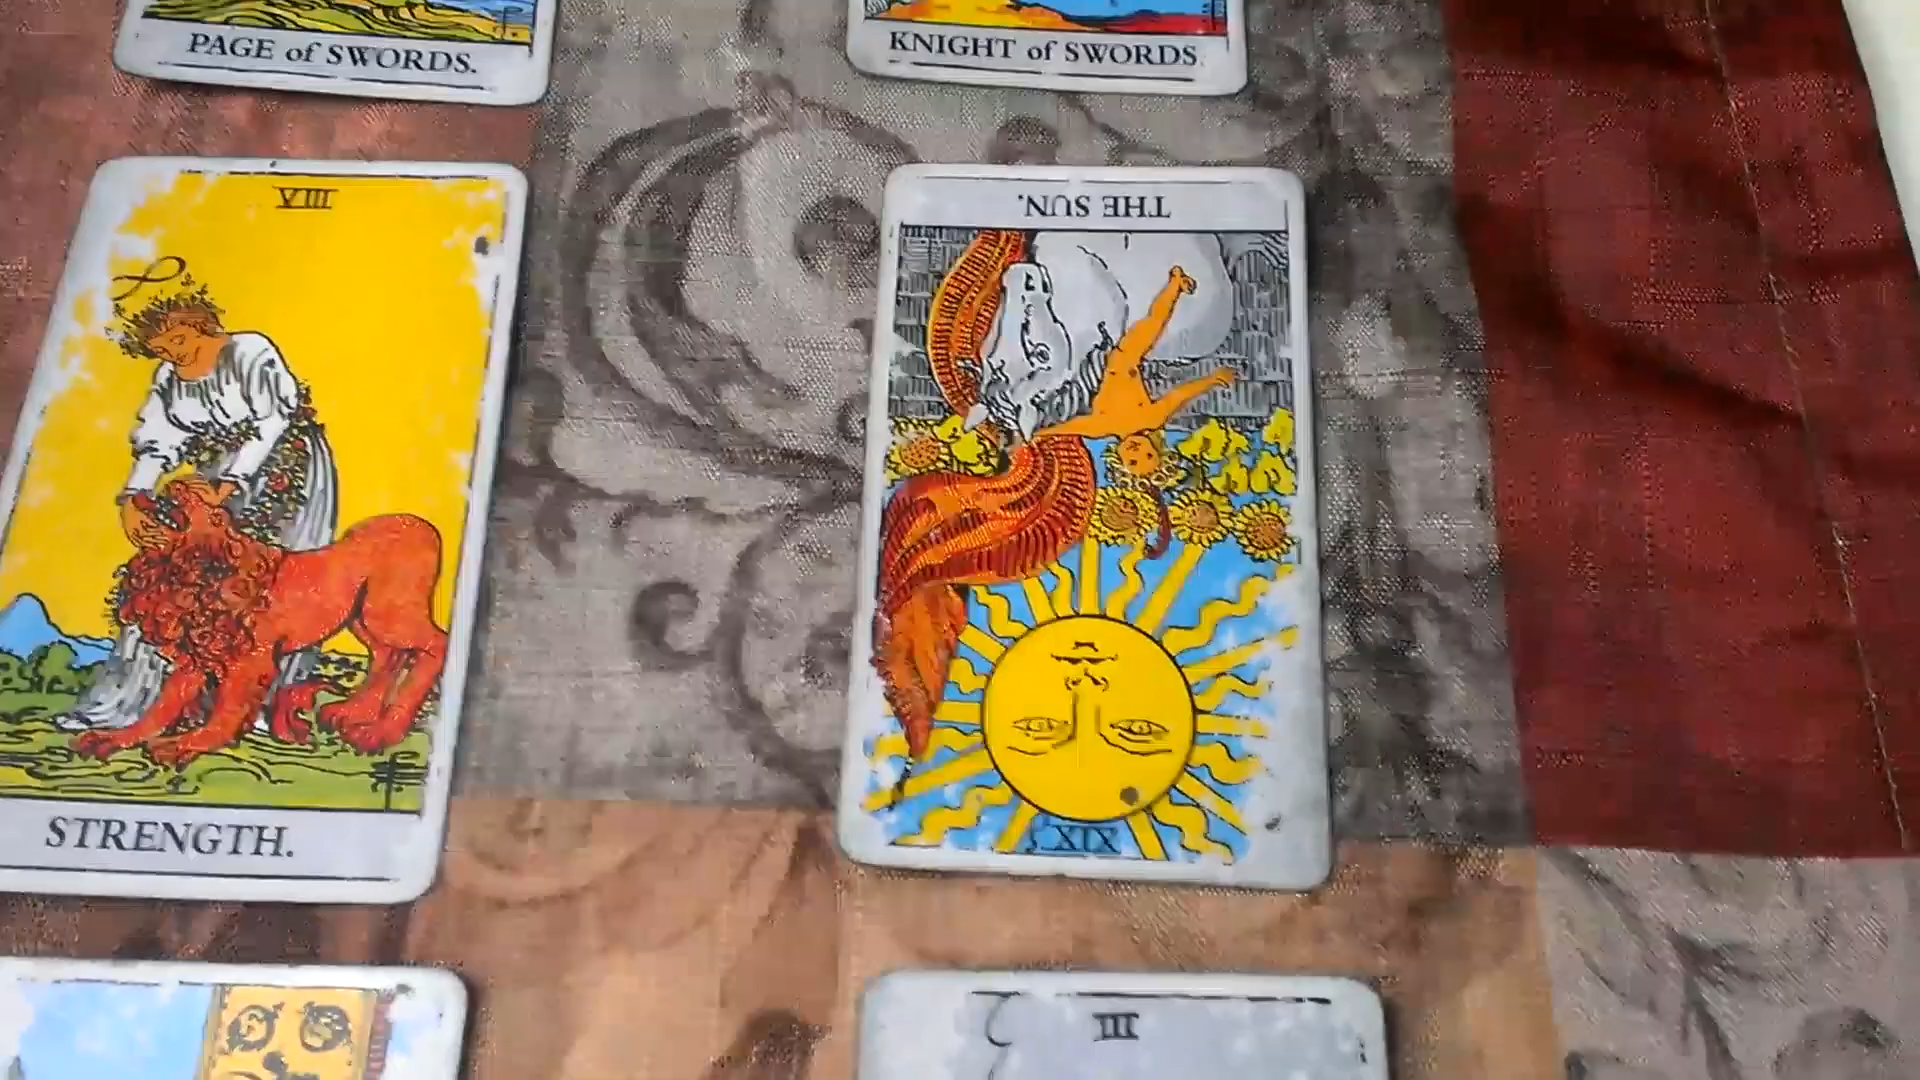 PAGE of SWORDS.
KNIGHT of SWORDS.
VIII
THE SUN.
XIX
STRENGTH.
III